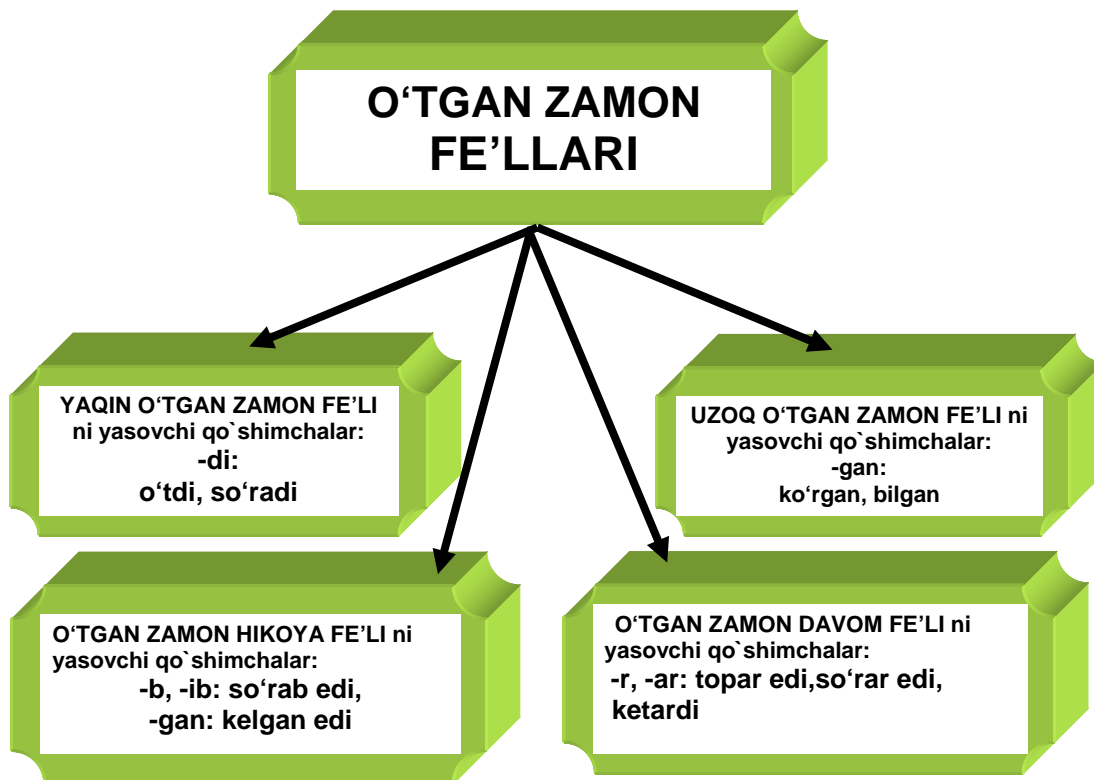 O‘TGAN ZAMON
FE’LLARI
YAQIN O‘TGAN ZAMON FE’LI
ni yasovchi qo`shimchalar:
-di:
o‘tdi, so‘radi
UZOQ O‘TGAN ZAMON FE’LI ni
yasovchi qo`shimchalar:
-gan:
ko‘rgan, bilgan
O‘TGAN ZAMON HIKOYA FE’LI ni
yasovchi qo`shimchalar:
-b, -ib: so‘rab edi,
-gan: kelgan edi
O‘TGAN ZAMON DAVOM FE’LI ni
yasovchi qo`shimchalar:
-r, -ar: topar edi,so‘rar edi,
ketardi